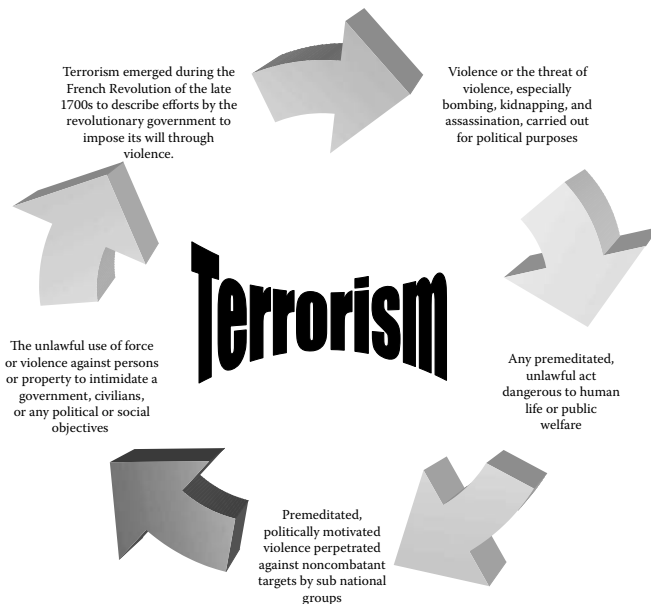 Terrorism emerged during the
French Revolution of the late
1700s to describe efforts by the
revolutionary government to
impose its will through
violence.
Violence or the threat of
violence, especially
bombing, kidnapping, and
assassination, carried out
for political purposes
Terrorism
The unlawful use of force
or violence against persons
or property to intimidate a
government, civilians,
or any political or social
objectives
Any premeditated,
unlawful act
dangerous to human
life or public
welfare
Premeditated,
politically motivated
violence perpetrated
against noncombatant
targets by sub national
groups